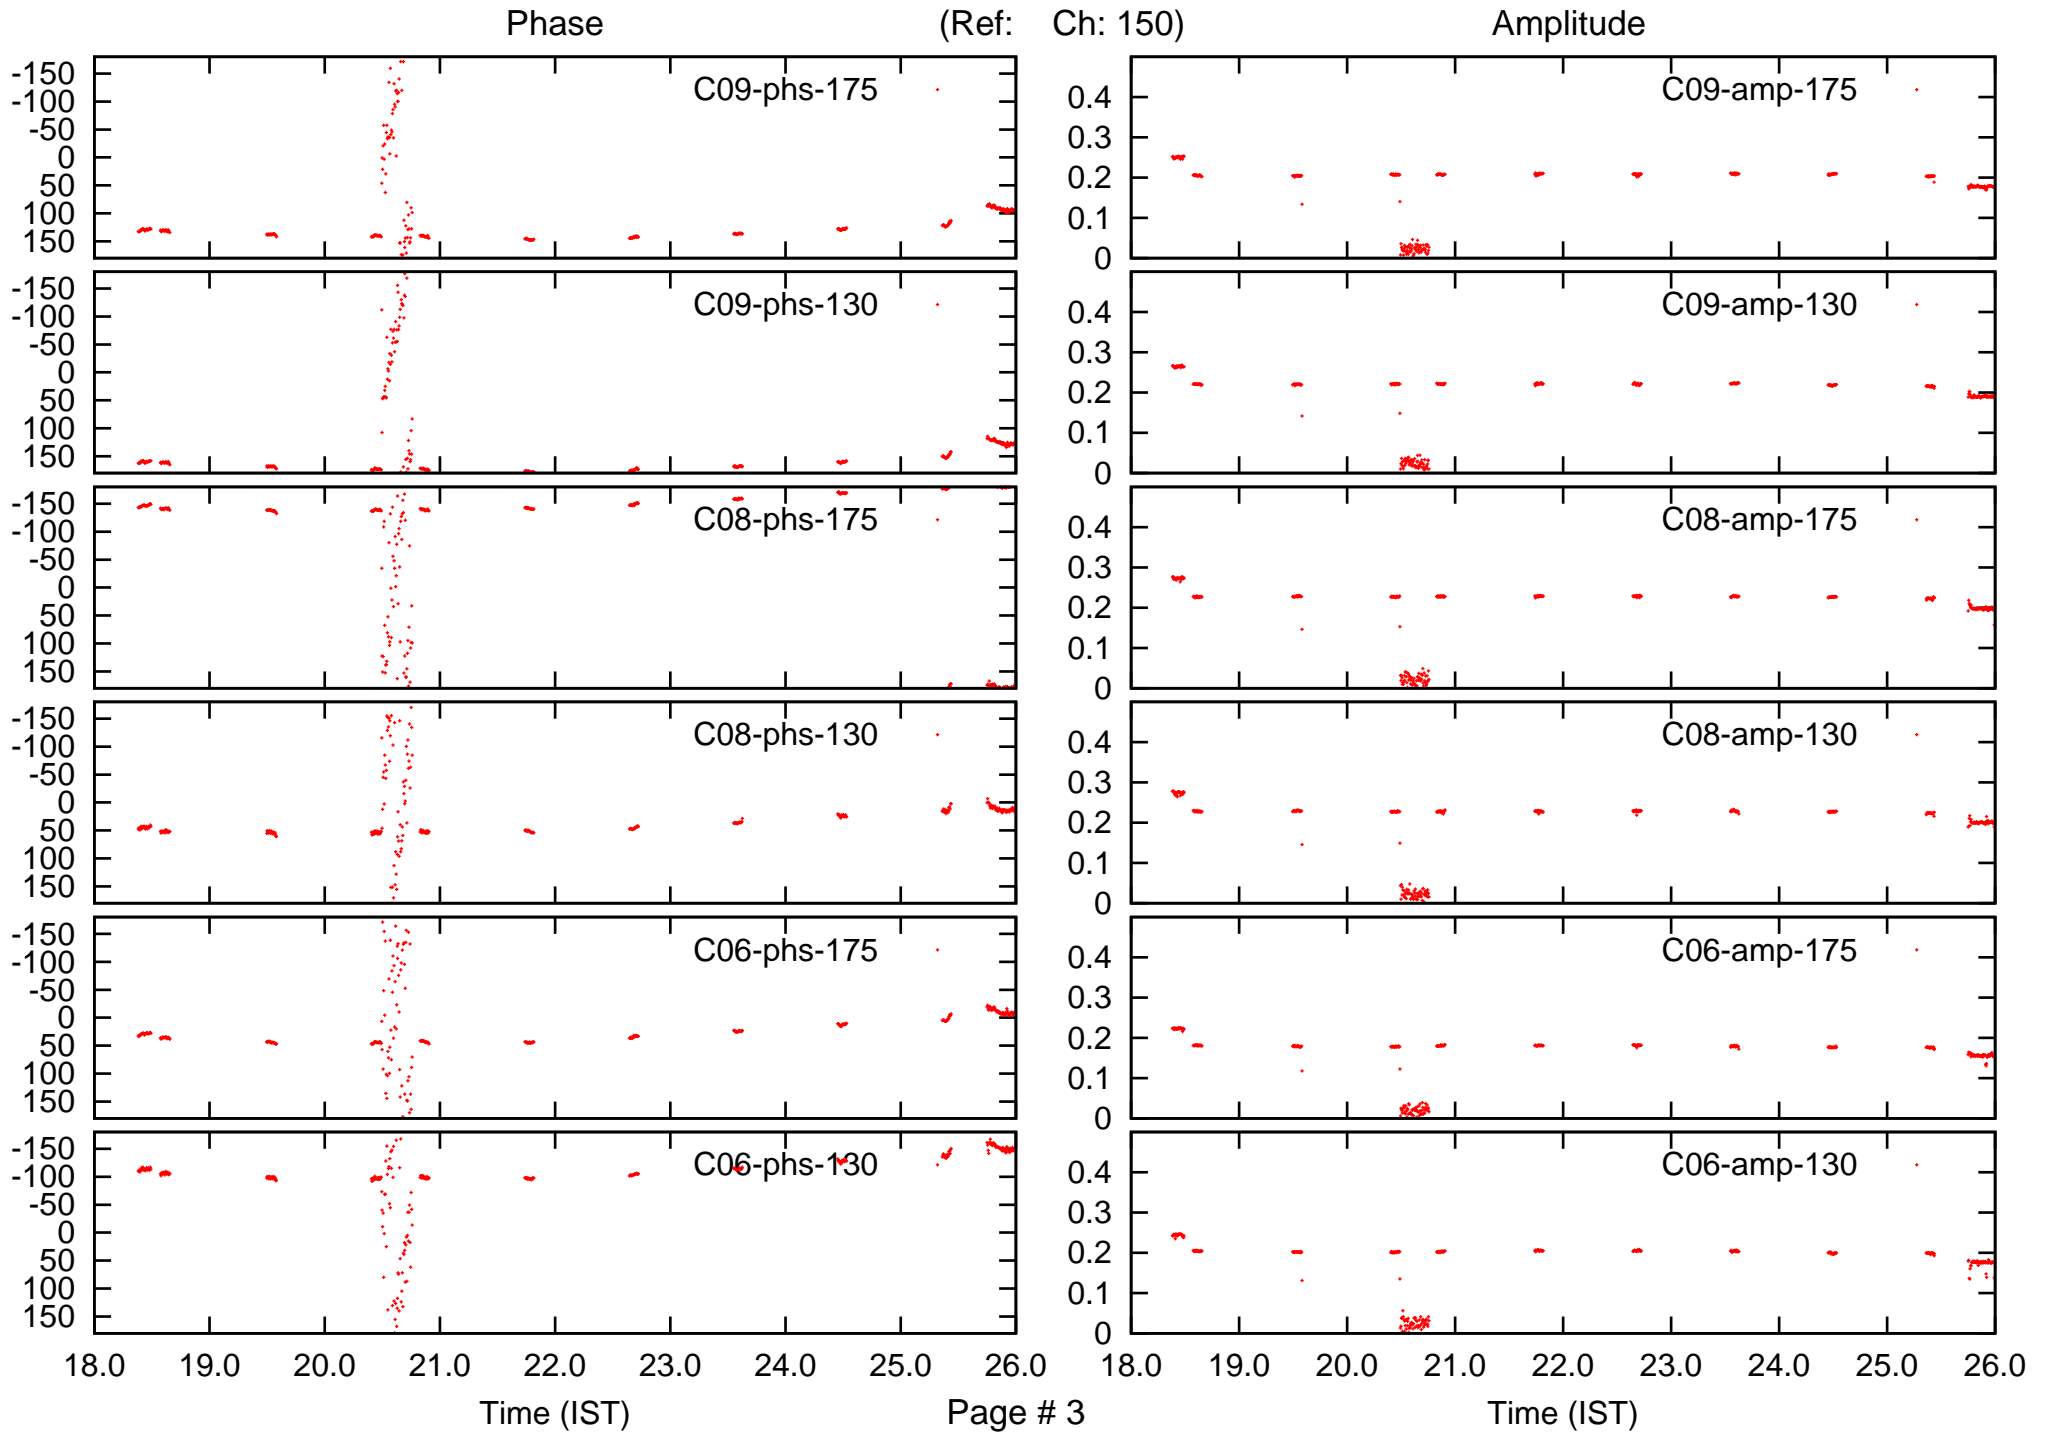 Phase (Ref: Ch: 150) Amplitude
-150 -100 -50 0 50 100 150 C09-phs-175
0.4 0.3 0.2 0.1 0 C09-amp-175
-150 -100 -50 0 50 100 150 C09-phs-130
0.4 0.3 0.2 0.1 0 C09-amp-130
-150 -100 -50 0 50 100 150 C08-phs-175
0.4 0.3 0.2 0.1 0 C08-amp-175
-150 -100 -50 0 50 100 150 C08-phs-130
0.4 0.3 0.2 0.1 0 C08-amp-130
-150 -100 -50 0 50 100 150 C06-phs-175
0.4 0.3 0.2 0.1 0 C06-amp-175
-150 -100 -50 0 50 100 150 C06-phs-130
0.4 0.3 0.2 0.1 0 C06-amp-130
18.0 19.0 20.0 21.0 22.0 23.0 24.0 25.0 26.0
18.0 19.0 20.0 21.0 22.0 23.0 24.0 25.0 26.0
Time (IST) Page # 3 Time (IST)